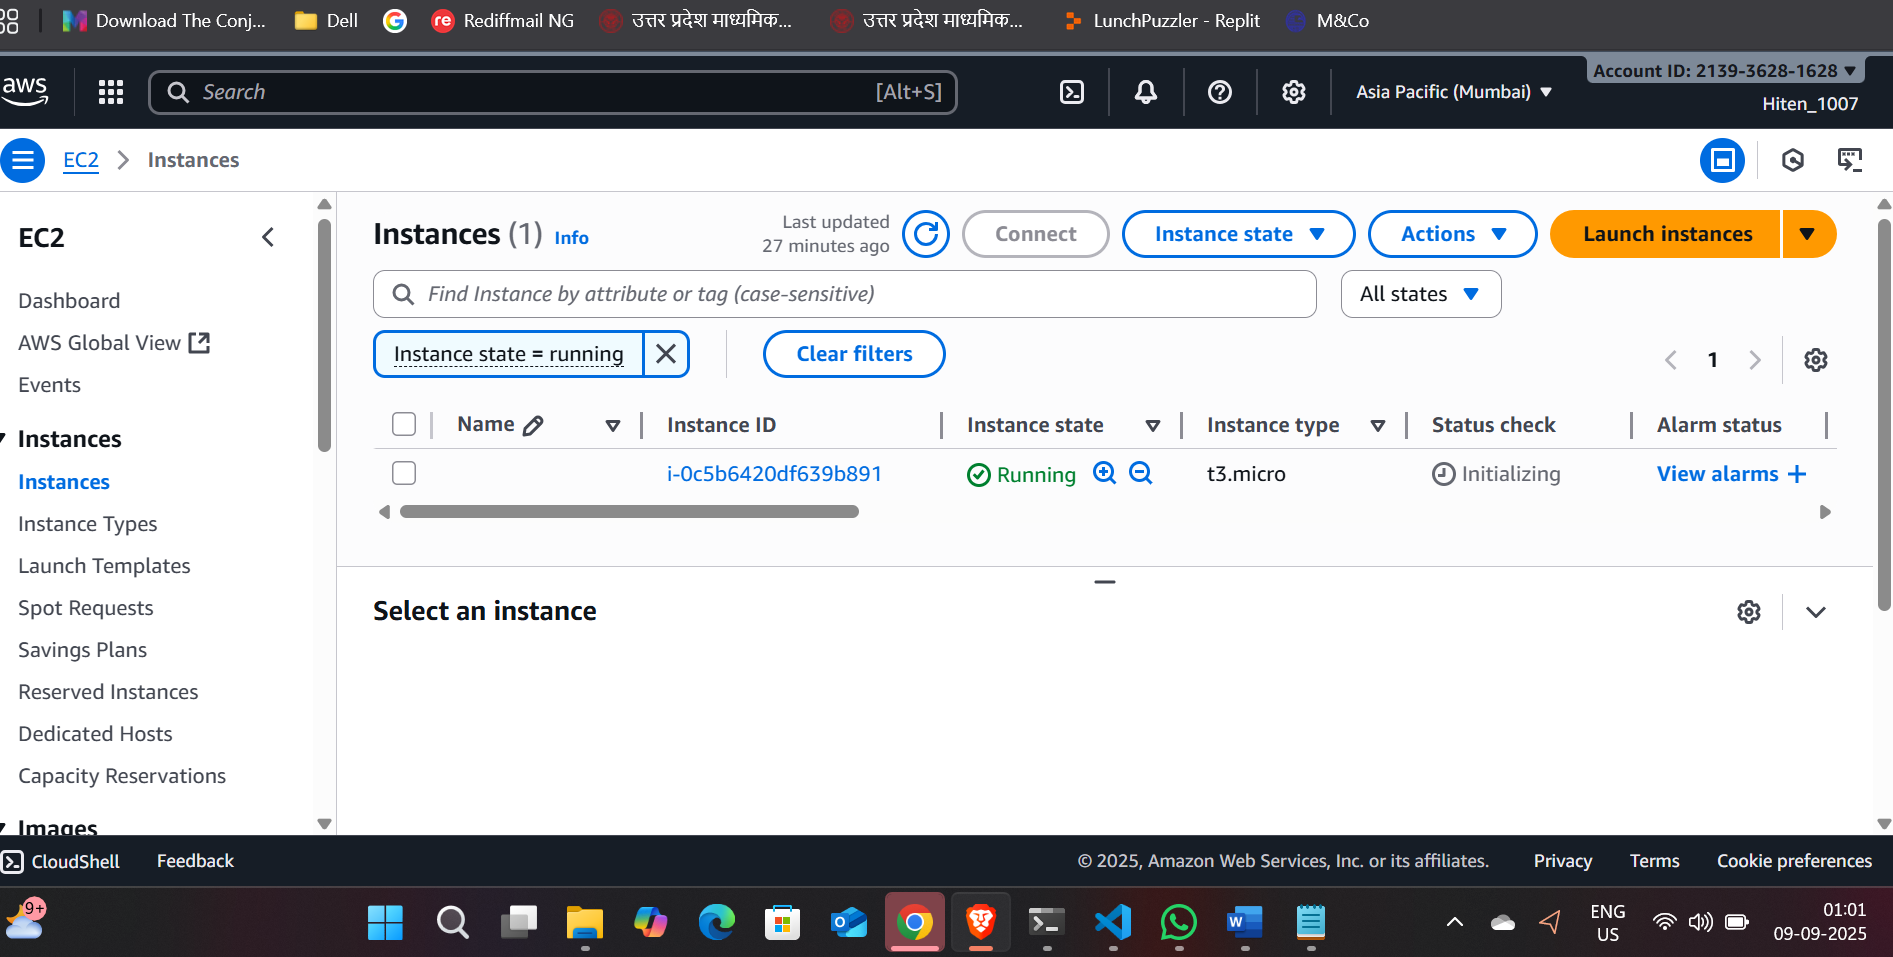 Download The Conj... Dell Rediffmail NG उत्तर प्रदेश माध्यमिक... उत्तर प्रदेश माध्यमिक... LunchPuzzler - Replit M&Co
aws Search [Alt+S] Asia Pacific (Mumbai) Account ID: 2139-3628-1628
Hiten_1007
EC2 Instances
EC2
Dashboard
AWS Global View
Events
Instances
Instances
Instance Types
Launch Templates
Spot Requests
Savings Plans
Reserved Instances
Dedicated Hosts
Capacity Reservations
Images
Instances (1) Info
Last updated
27 minutes ago
Connect Instance state Actions Launch instances
Find Instance by attribute or tag (case-sensitive) All states
Instance state = running Clear filters 1
Name Instance ID Instance state Instance type Status check Alarm status
i-0c5b6420df639b891 Running t3.micro Initializing View alarms +
Select an instance
CloudShell Feedback © 2025, Amazon Web Services, Inc. or its affiliates. Privacy Terms Cookie preferences
9+ ENG 01:01
US 09-09-2025